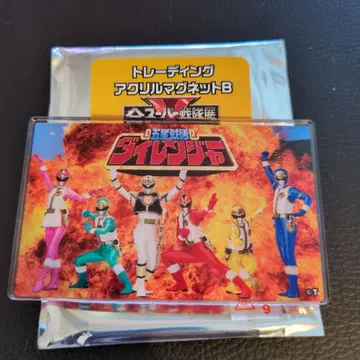 トレーディング
アクリルマグネットB
スーパー戦隊展
五星戦隊
ダイレンジャー
©T.
9